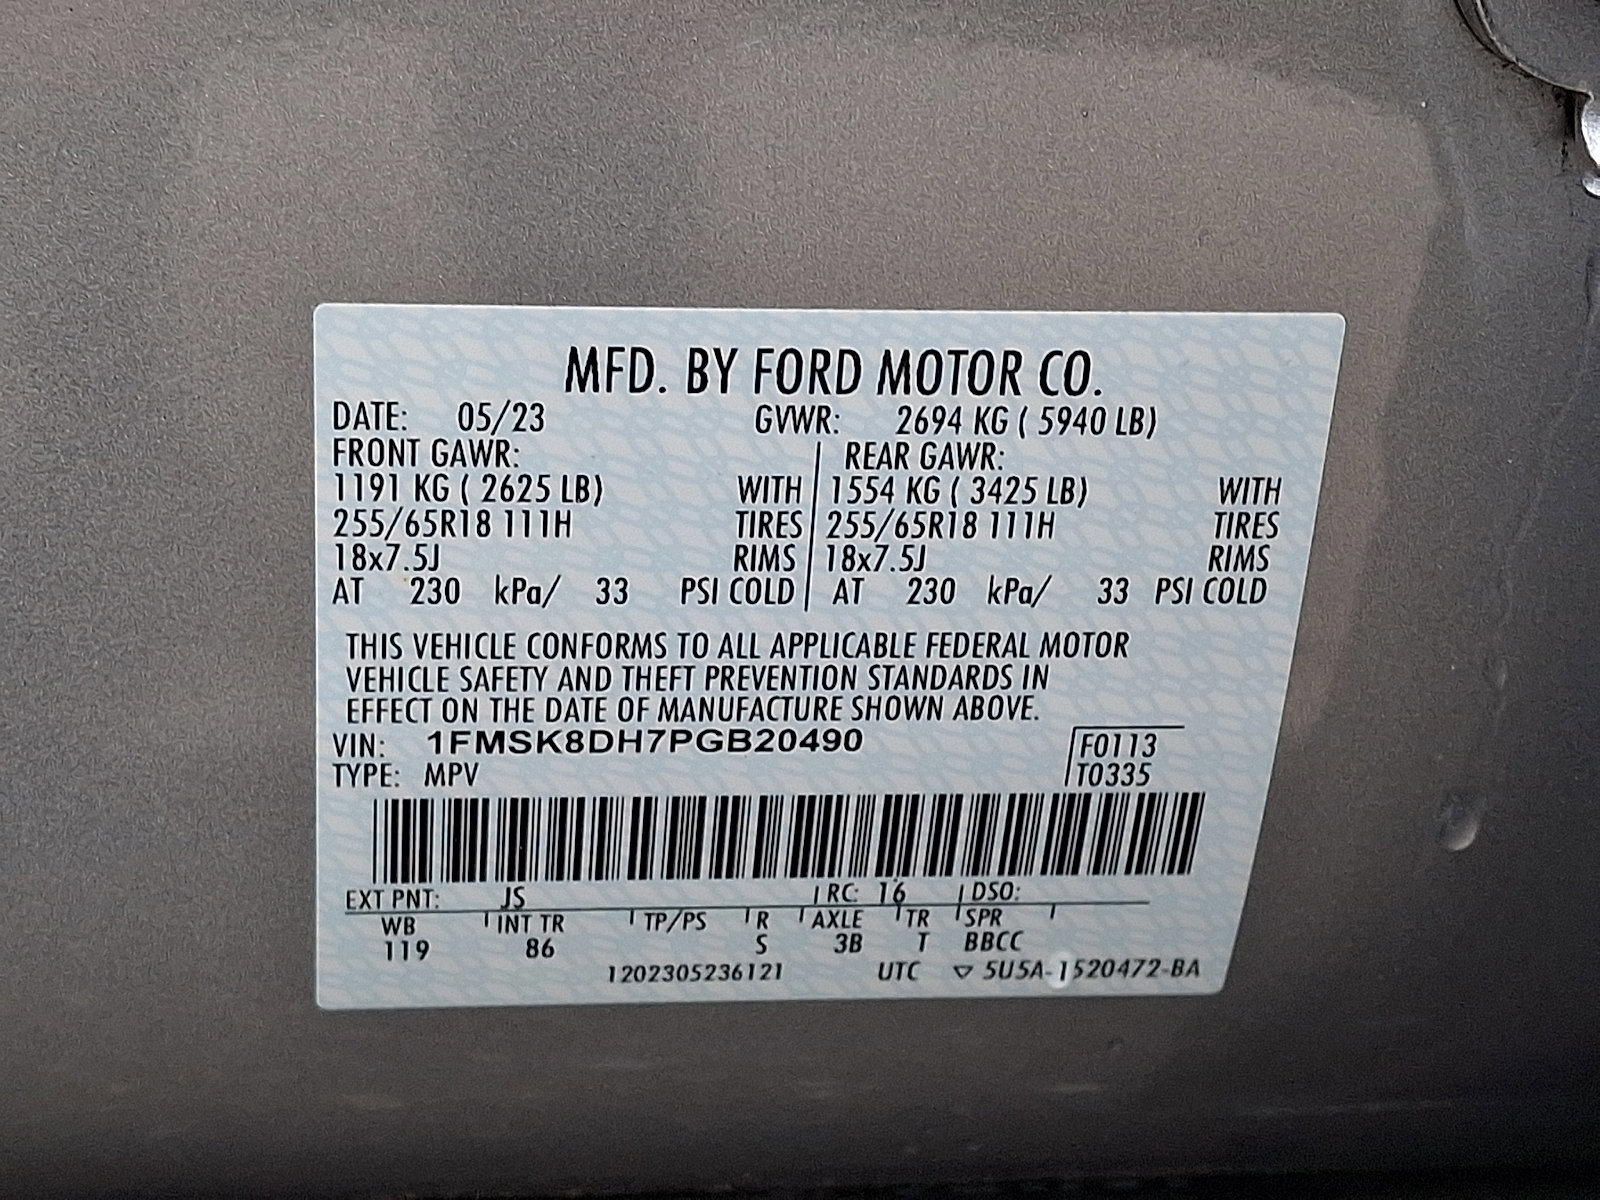 MFD. BY FORD MOTOR CO.
DATE: 05/23 GVWR: 2694 KG ( 5940 LB)
FRONT GAWR: REAR GAWR:
1191 KG ( 2625 LB) WITH 1554 KG ( 3425 LB) WITH
255/65R18 111H TIRES 255/65R18 111H TIRES
18x7.5J RIMS 18x7.5J RIMS
AT 230 kPa/ 33 PSI COLD AT 230 kPa/ 33 PSI COLD
THIS VEHICLE CONFORMS TO ALL APPLICABLE FEDERAL MOTOR
VEHICLE SAFETY AND THEFT PREVENTION STANDARDS IN
EFFECT ON THE DATE OF MANUFACTURE SHOWN ABOVE.
VIN: 1FMSK8DH7PGB20490 F0113
TYPE: MPV T0335
EXT PNT: JS RC: 16 DSO:
WB INT TR TP/PS R AXLE TR SPR
119 86 S 3B T BBCC
1202305236121 UTC ▽ 5U5A-1520472-BA